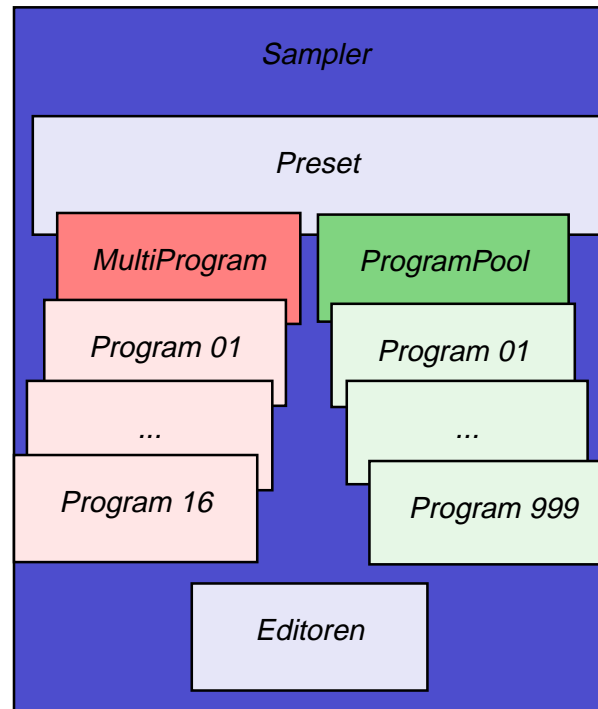 Sampler
Preset
MultiProgram
ProgramPool
Program 01
Program 01
...
...
Program 16
Program 999
Editoren